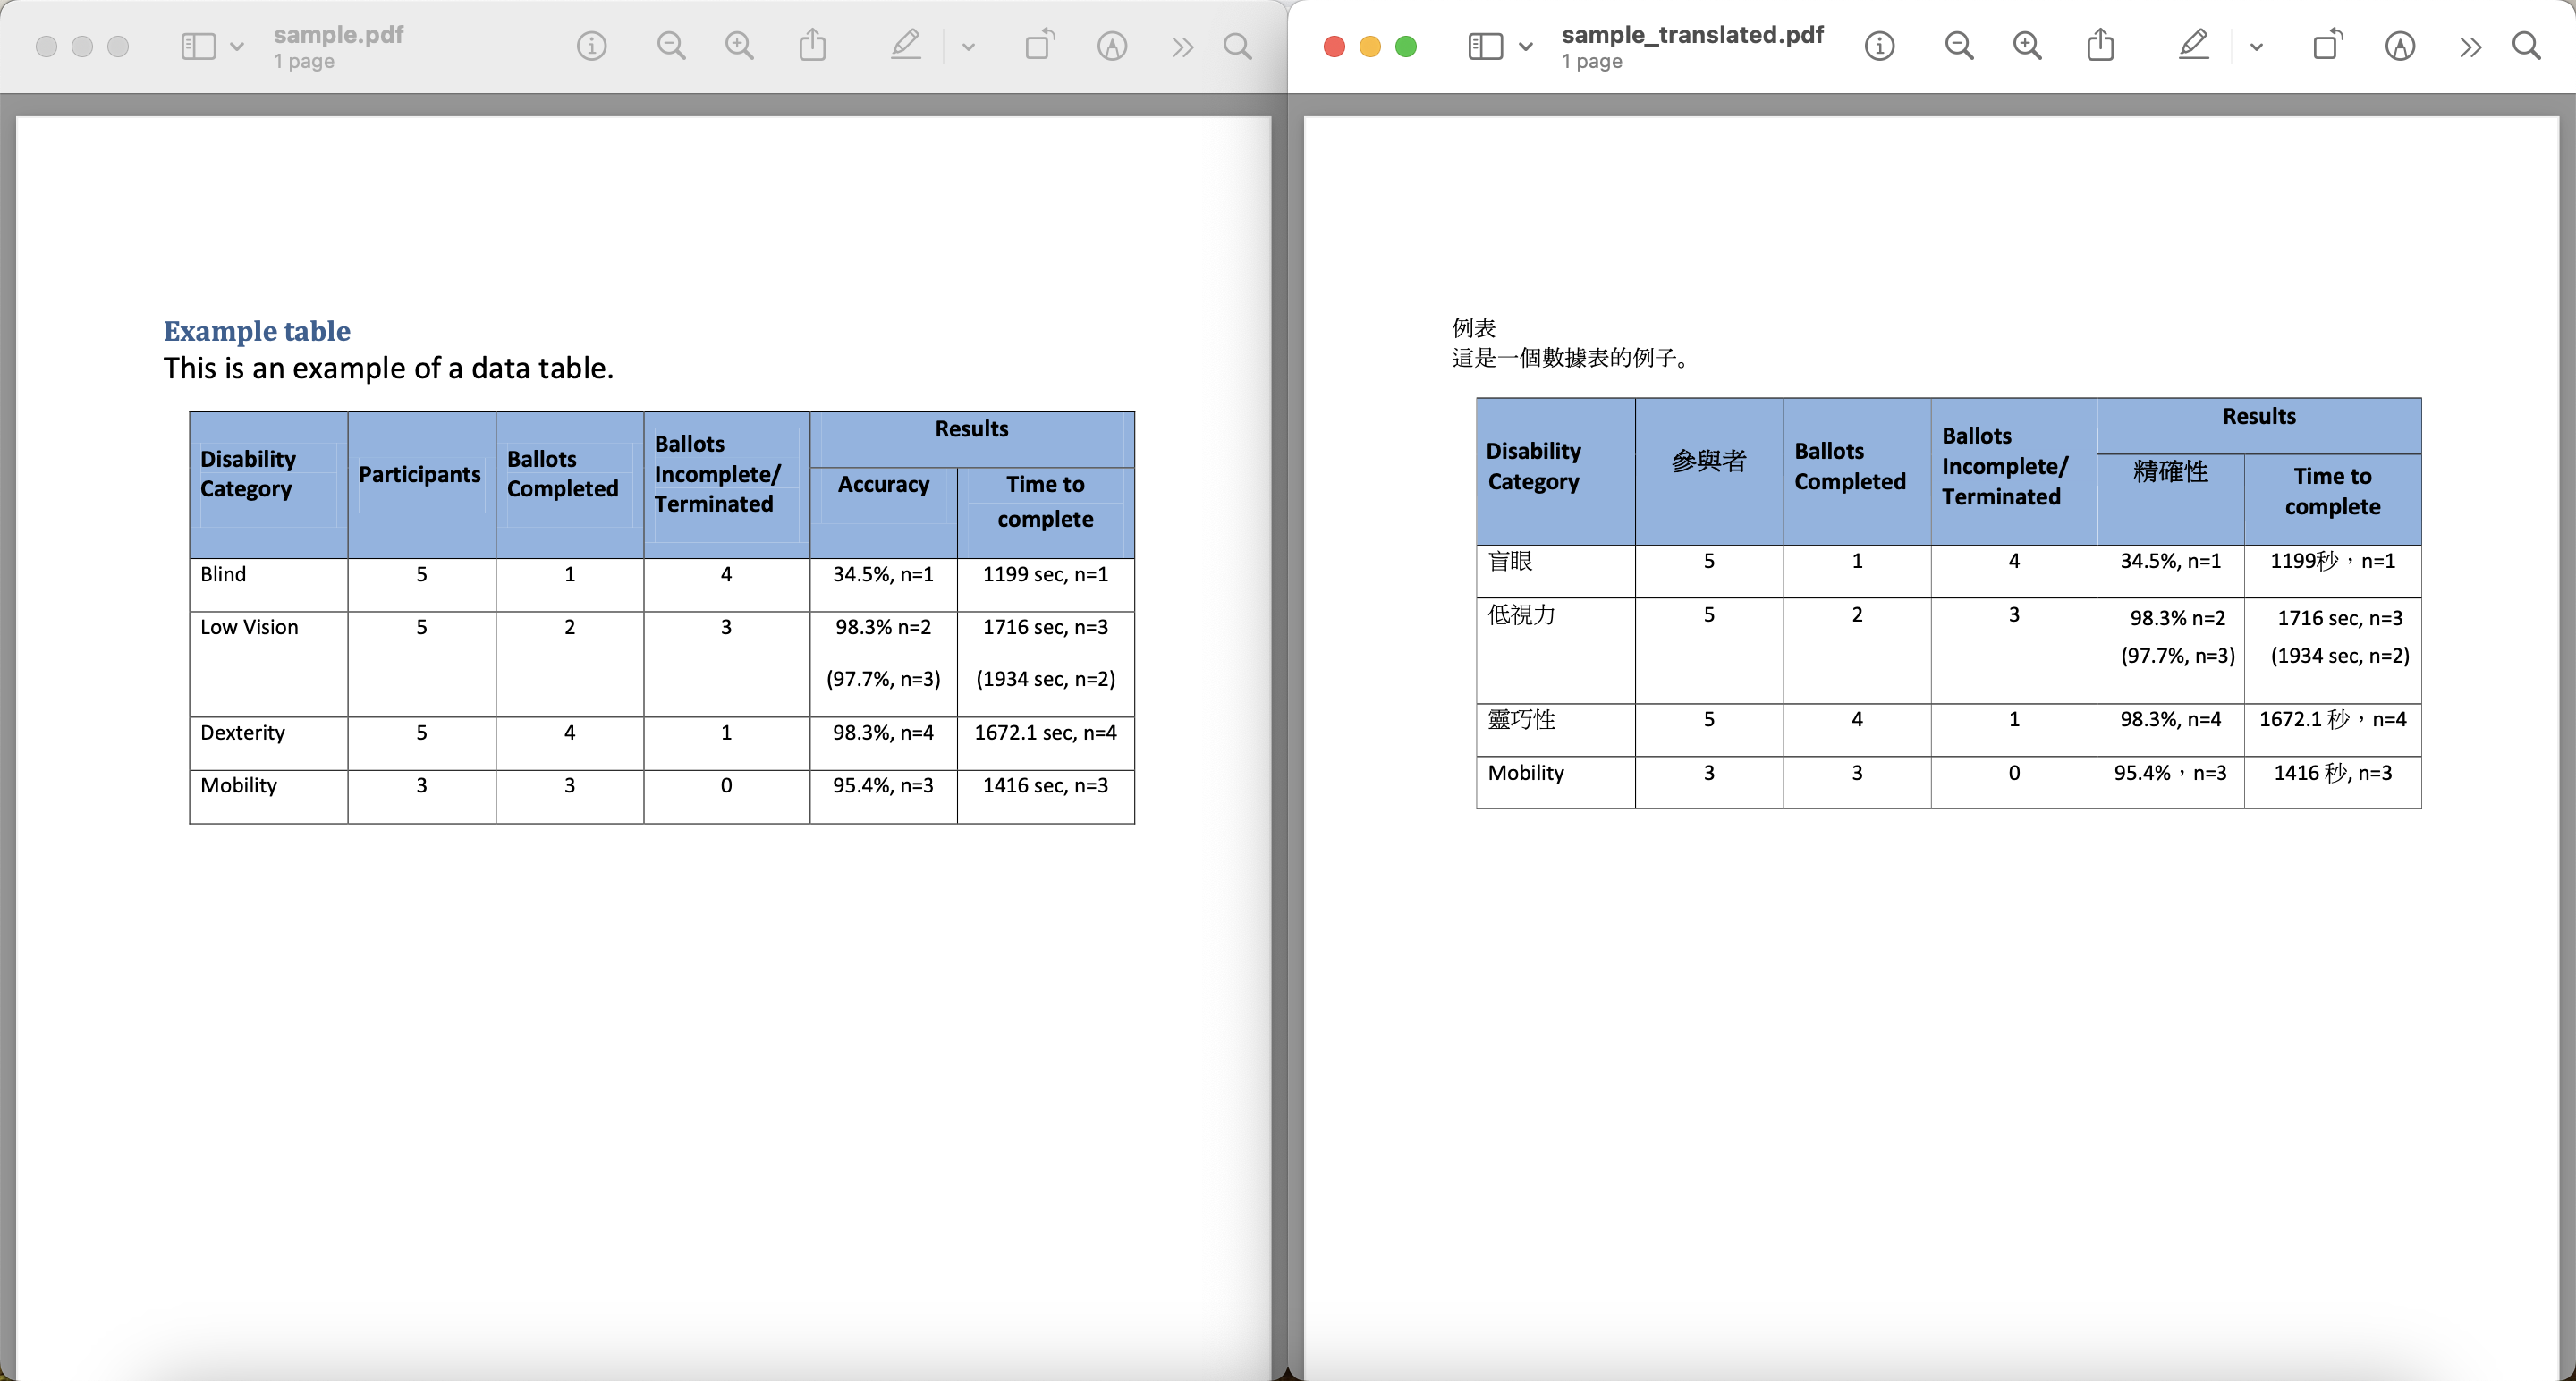 sample.pdf
1 page
Example table
This is an example of a data table.
Disability Category Participants Ballots Completed Ballots Incomplete/ Terminated Results
Accuracy Time to complete
Blind 5 1 4 34.5%, n=1 1199 sec, n=1
Low Vision 5 2 3 98.3% n=2 1716 sec, n=3
(97.7%, n=3) (1934 sec, n=2)
Dexterity 5 4 1 98.3%, n=4 1672.1 sec, n=4
Mobility 3 3 0 95.4%, n=3 1416 sec, n=3
sample_translated.pdf
1 page
例表
這是一個數據表的例子。
Disability Category 參與者 Ballots Completed Ballots Incomplete/ Terminated Results
精確性 Time to complete
盲眼 5 1 4 34.5%, n=1 1199秒，n=1
低視力 5 2 3 98.3% n=2 1716 sec, n=3
(97.7%, n=3) (1934 sec, n=2)
靈巧性 5 4 1 98.3%, n=4 1672.1 秒，n=4
Mobility 3 3 0 95.4%，n=3 1416 秒, n=3